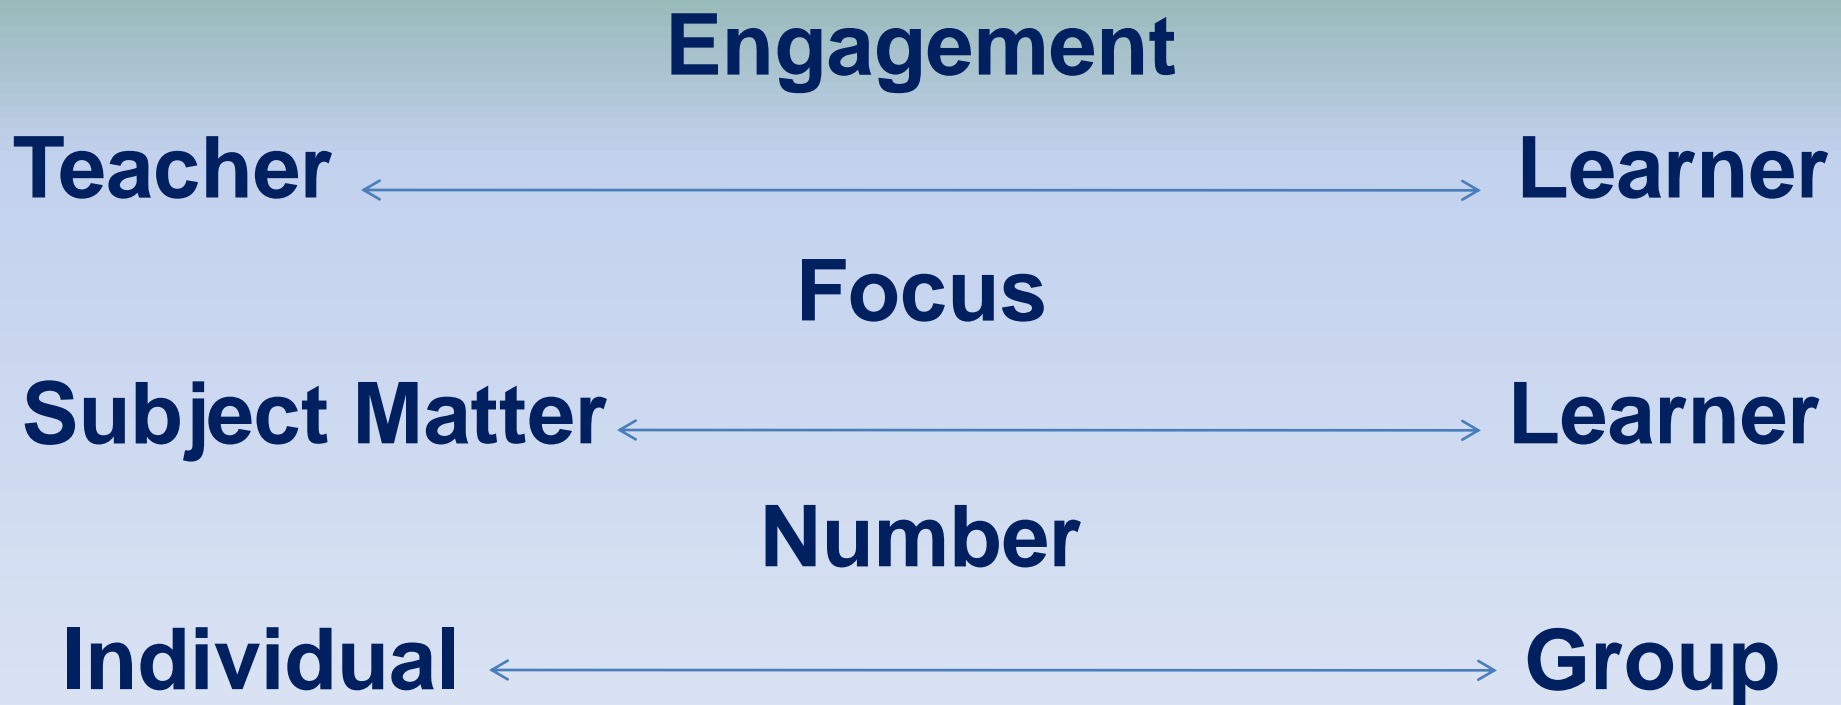 Engagement
Teacher Learner
Focus
Subject Matter Learner
Number
Individual Group